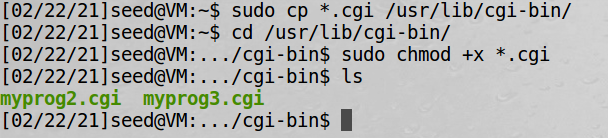 [02/22/21]seed@VM:~$ sudo cp *.cgi /usr/lib/cgi-bin/
[02/22/21]seed@VM:~$ cd /usr/lib/cgi-bin/
[02/22/21]seed@VM:.../cgi-bin$ sudo chmod +x *.cgi
[02/22/21]seed@VM:.../cgi-bin$ ls
myprog2.cgi  myprog3.cgi
[02/22/21]seed@VM:.../cgi-bin$